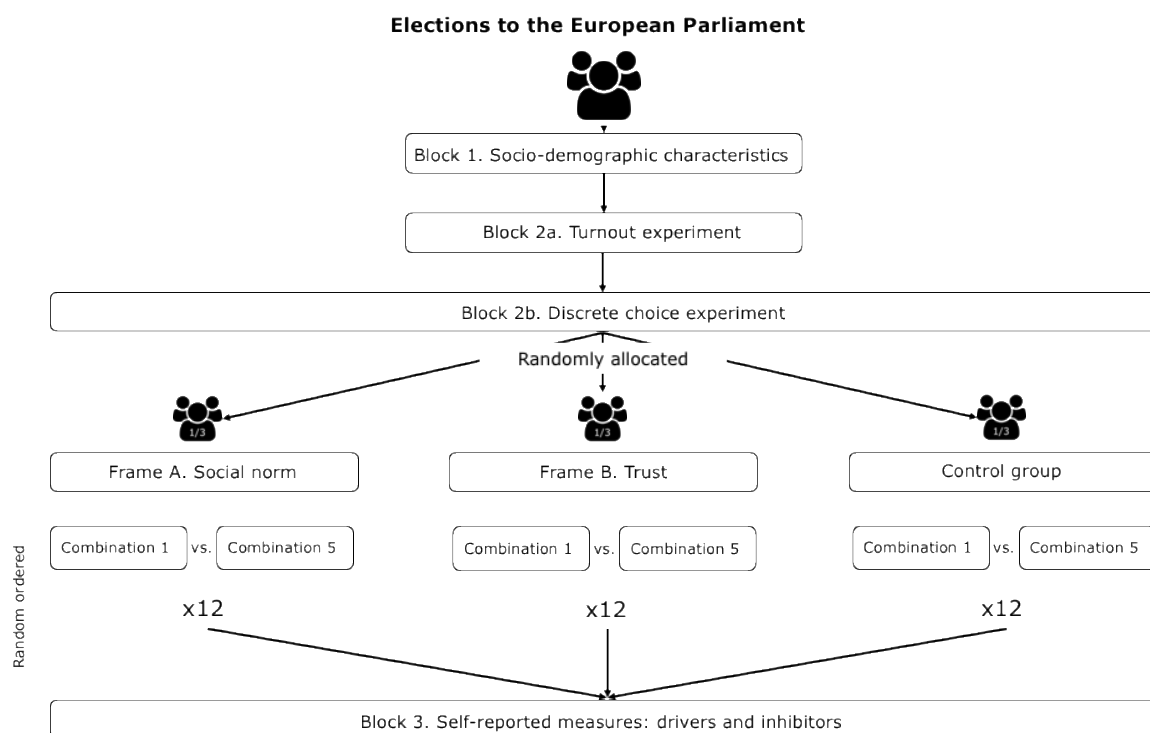 Elections to the European Parliament
Block 1. Socio-demographic characteristics
Block 2a. Turnout experiment
Block 2b. Discrete choice experiment
Randomly allocated
1/3 1/3 1/3
Frame A. Social norm Frame B. Trust Control group
Combination 1 vs. Combination 5 Combination 1 vs. Combination 5 Combination 1 vs. Combination 5
Random ordered
x12 x12 x12
Block 3. Self-reported measures: drivers and inhibitors